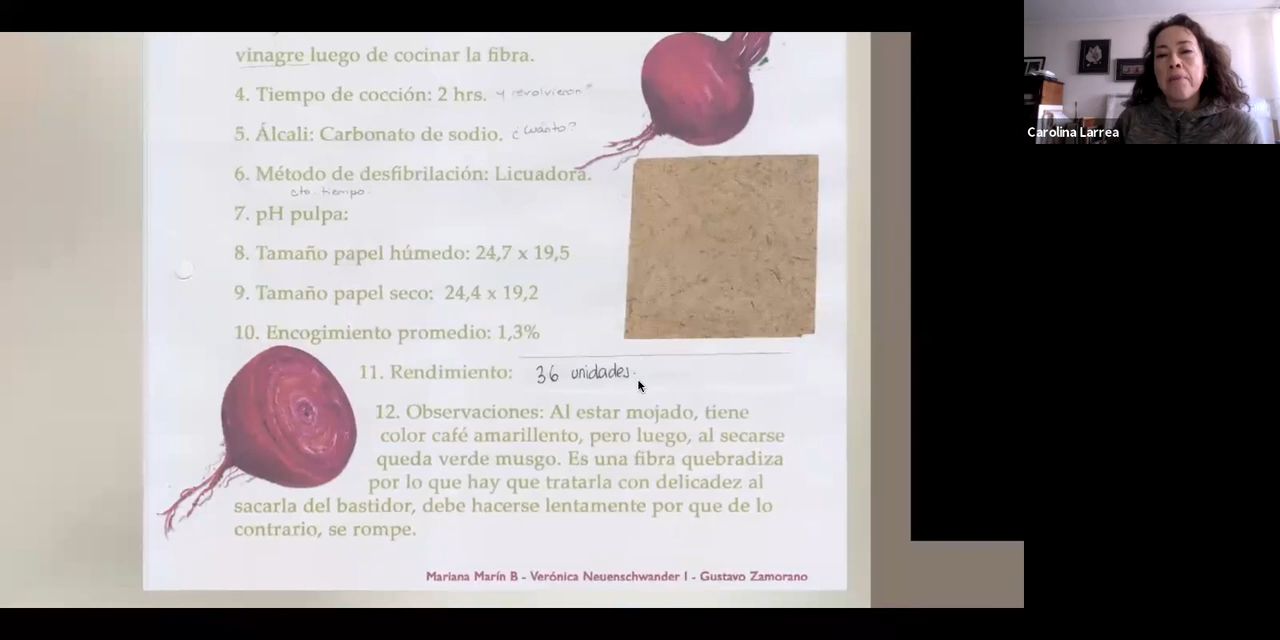 vinagre luego de cocinar la fibra.
4. Tiempo de cocción: 2 hrs. y revolvieron?
5. Álcali: Carbonato de sodio. ¿cuánto?
6. Método de desfibrilación: Licuadora.
cto. tiempo.
7. pH pulpa:
8. Tamaño papel húmedo: 24,7 x 19,5
9. Tamaño papel seco: 24,4 x 19,2
10. Encogimiento promedio: 1,3%
11. Rendimiento: 36 unidades.
12. Observaciones: Al estar mojado, tiene
color café amarillento, pero luego, al secarse
queda verde musgo. Es una fibra quebradiza
por lo que hay que tratarla con delicadez al
sacarla del bastidor, debe hacerse lentamente por que de lo
contrario, se rompe.
Mariana Marín B - Verónica Neuenschwander I - Gustavo Zamorano
Carolina Larrea